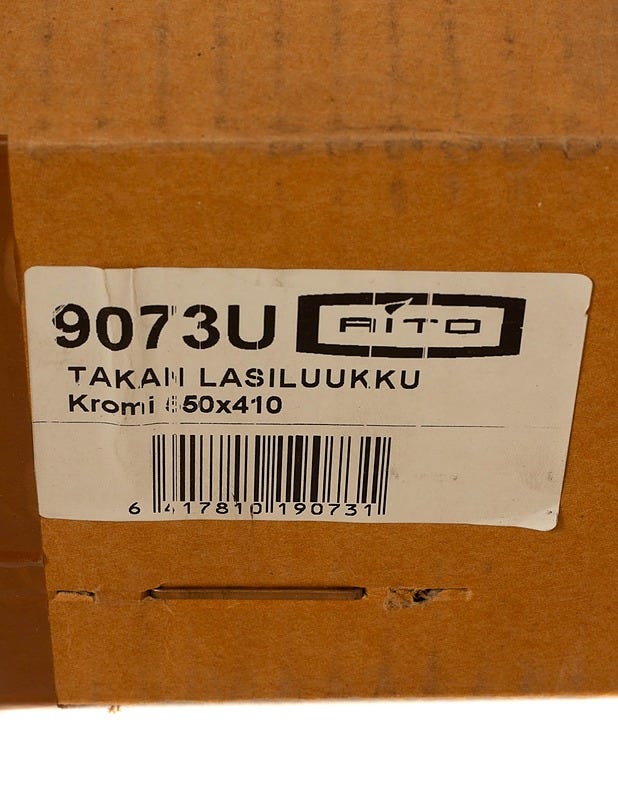 9073U AiTO
TAKAN LASILUUKKU
Kromi
6 417810 190731